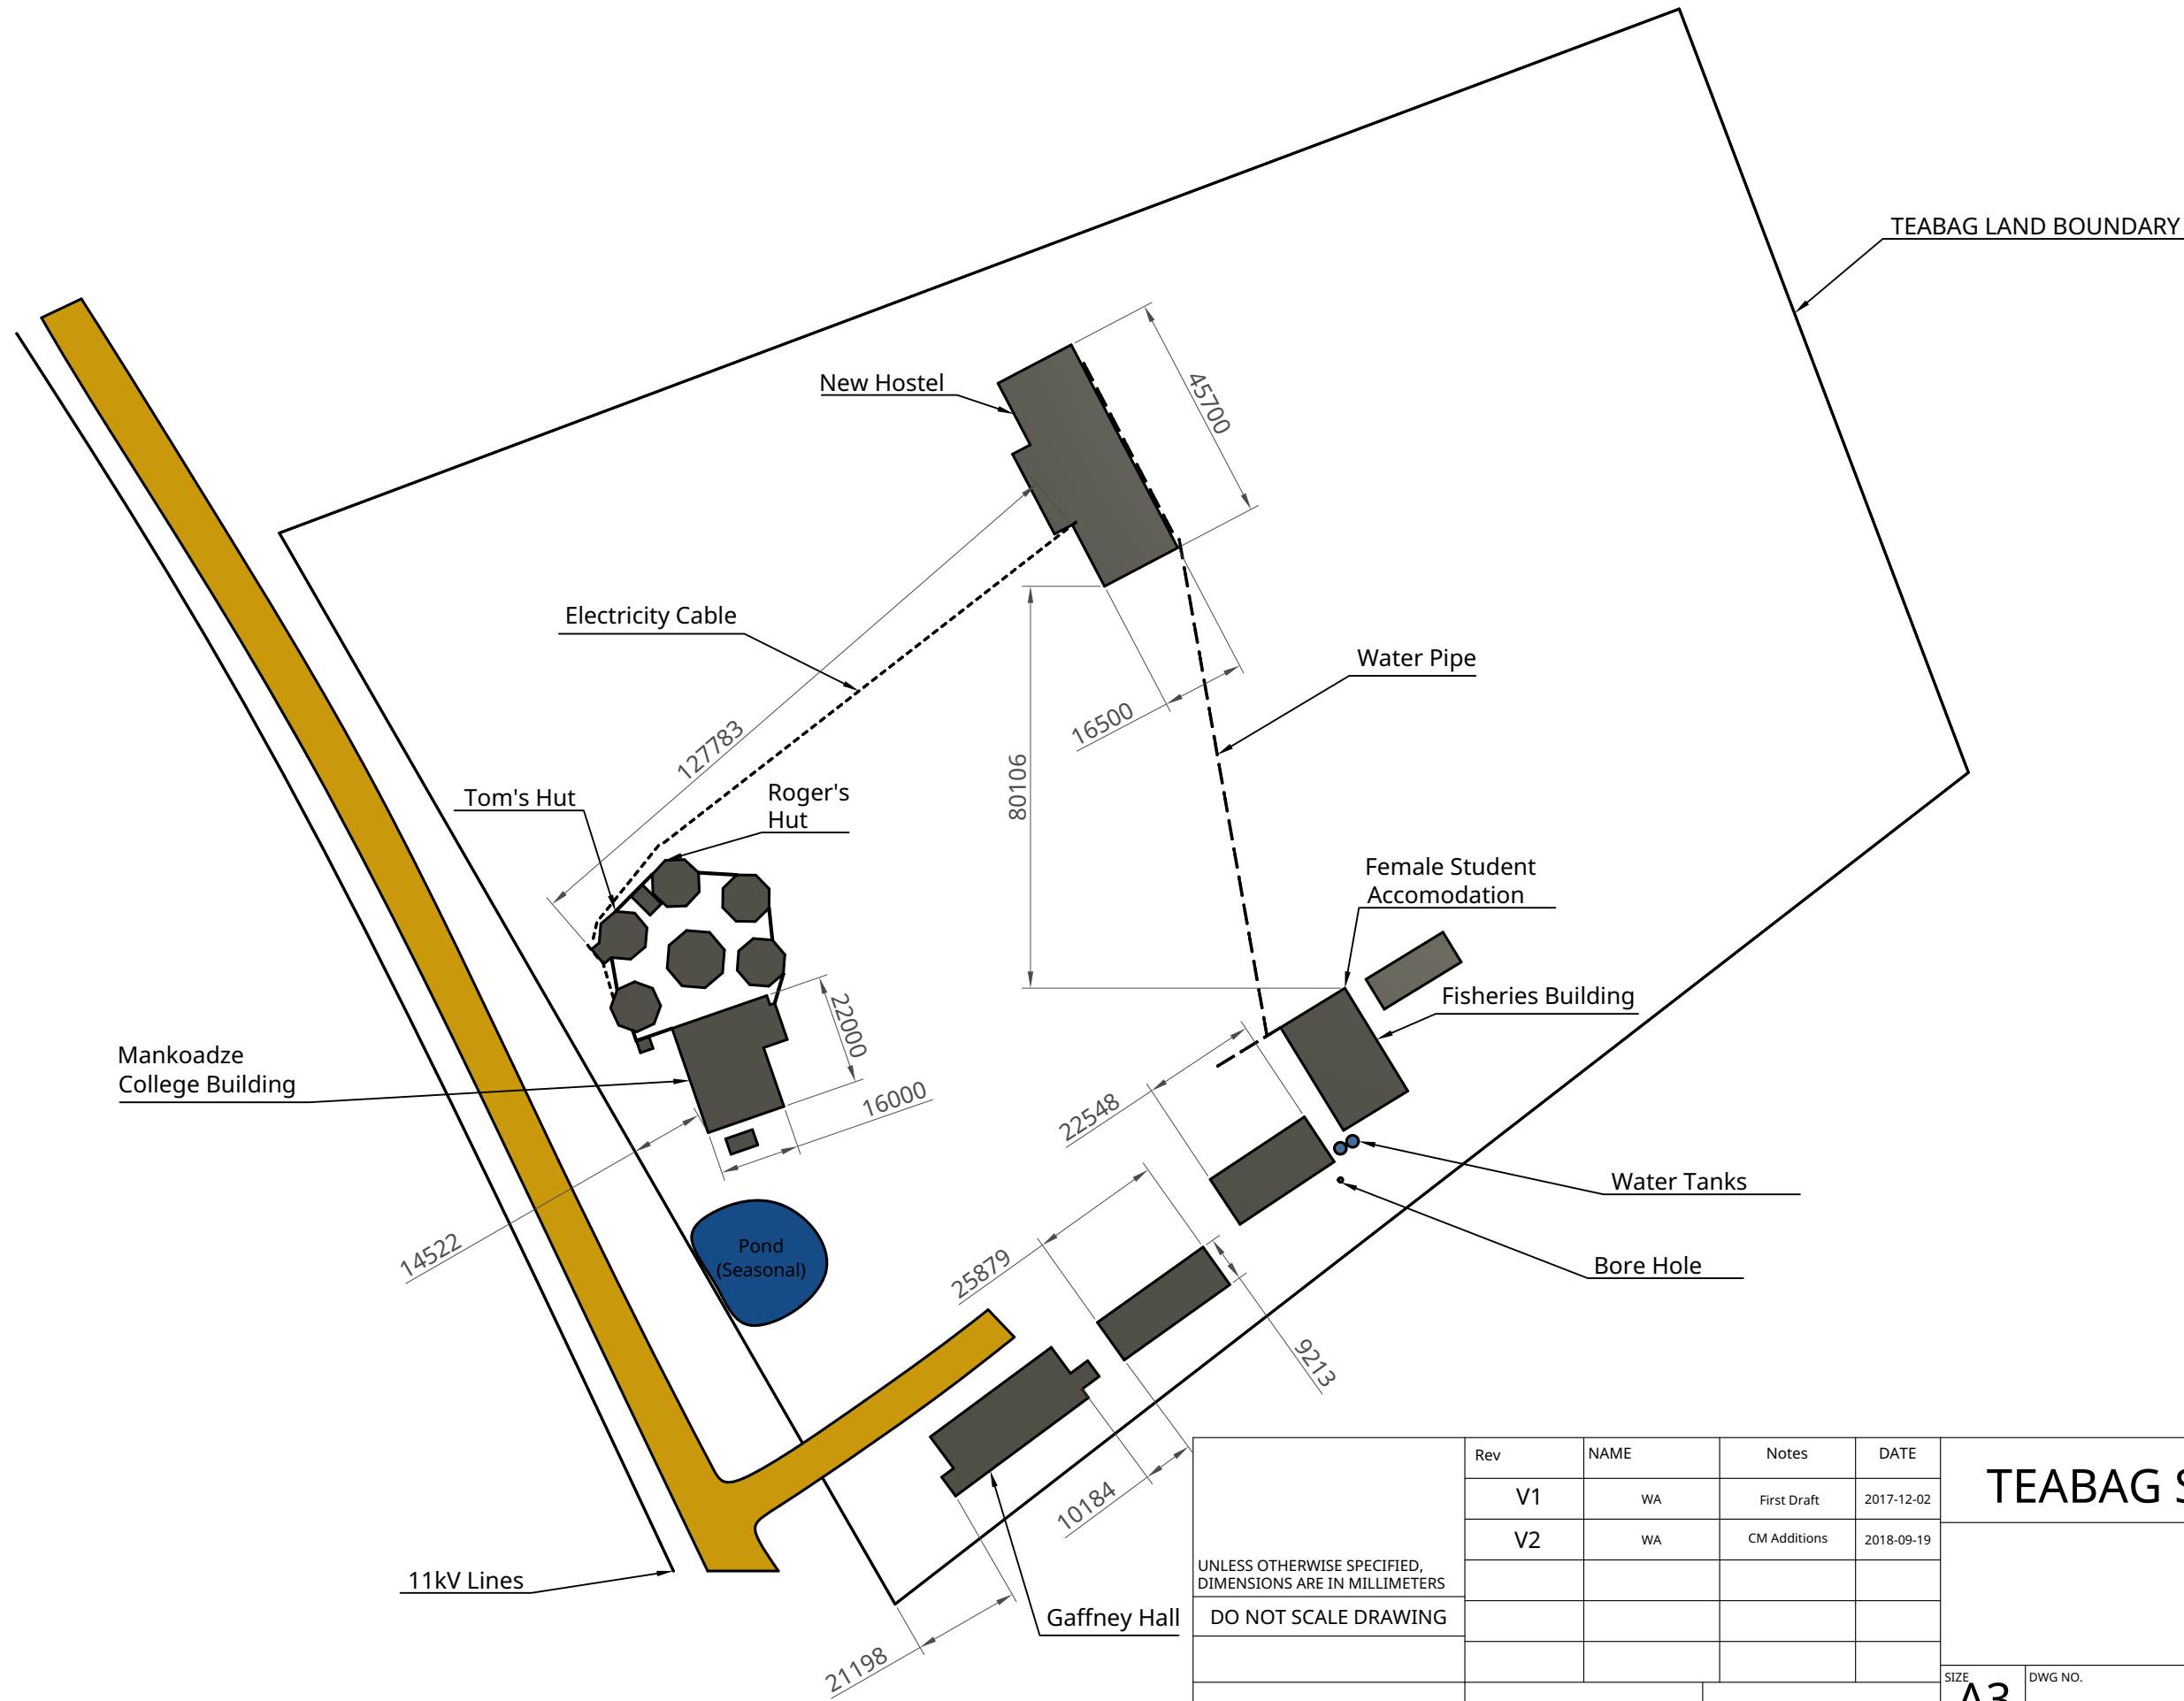 TEABAG LAND BOUNDARY
New Hostel
45700
Electricity Cable
Water Pipe
16500
127783
80106
Tom's Hut
Roger's
Hut
Female Student
Accomodation
Fisheries Building
22000
Mankoadze
College Building
16000
22548
Water Tanks
14522
Pond
(Seasonal)
25879
Bore Hole
9213
10184
11kV Lines
Gaffney Hall
21198
Rev NAME Notes DATE
V1 WA First Draft 2017-12-02
V2 WA CM Additions 2018-09-19
UNLESS OTHERWISE SPECIFIED,
DIMENSIONS ARE IN MILLIMETERS
DO NOT SCALE DRAWING
TEABAG S
SIZE DWG NO.
A3